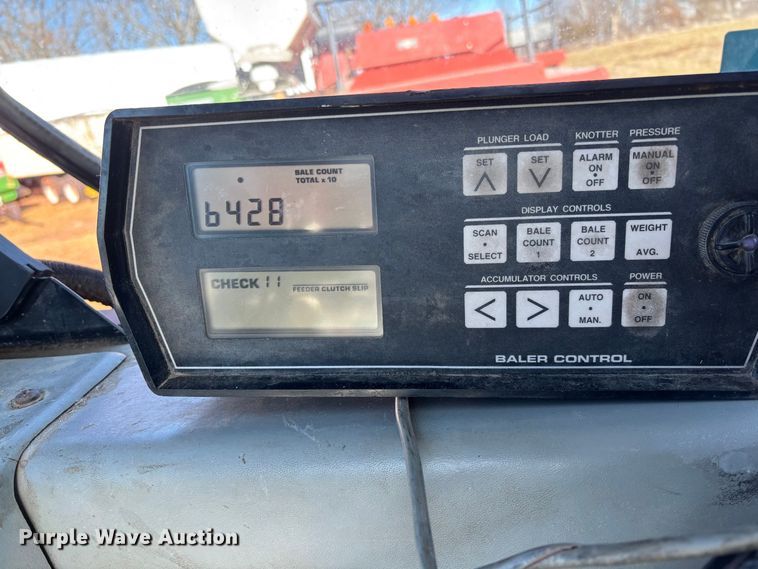 BALE COUNT
TOTAL x 10
6428
CHECK 11
FEEDER CLUTCH SLIP
PLUNGER LOAD
KNOTTER
PRESSURE
SET
SET
ALARM
ON
OFF
MANUAL
ON
OFF
DISPLAY CONTROLS
SCAN
SELECT
BALE
COUNT
1
BALE
COUNT
2
WEIGHT
AVG.
ACCUMULATOR CONTROLS
POWER
<
>
AUTO
MAN.
ON
OFF
BALER CONTROL
Purple Wave Auction